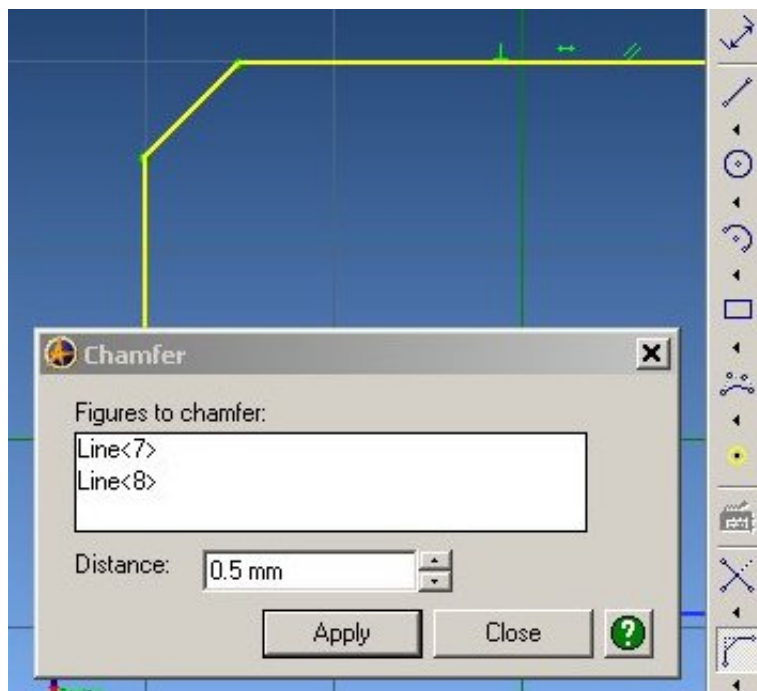 Chamfer
Figures to chamfer:
Line<7>
Line<8>
Distance: 0.5 mm
Apply Close ?